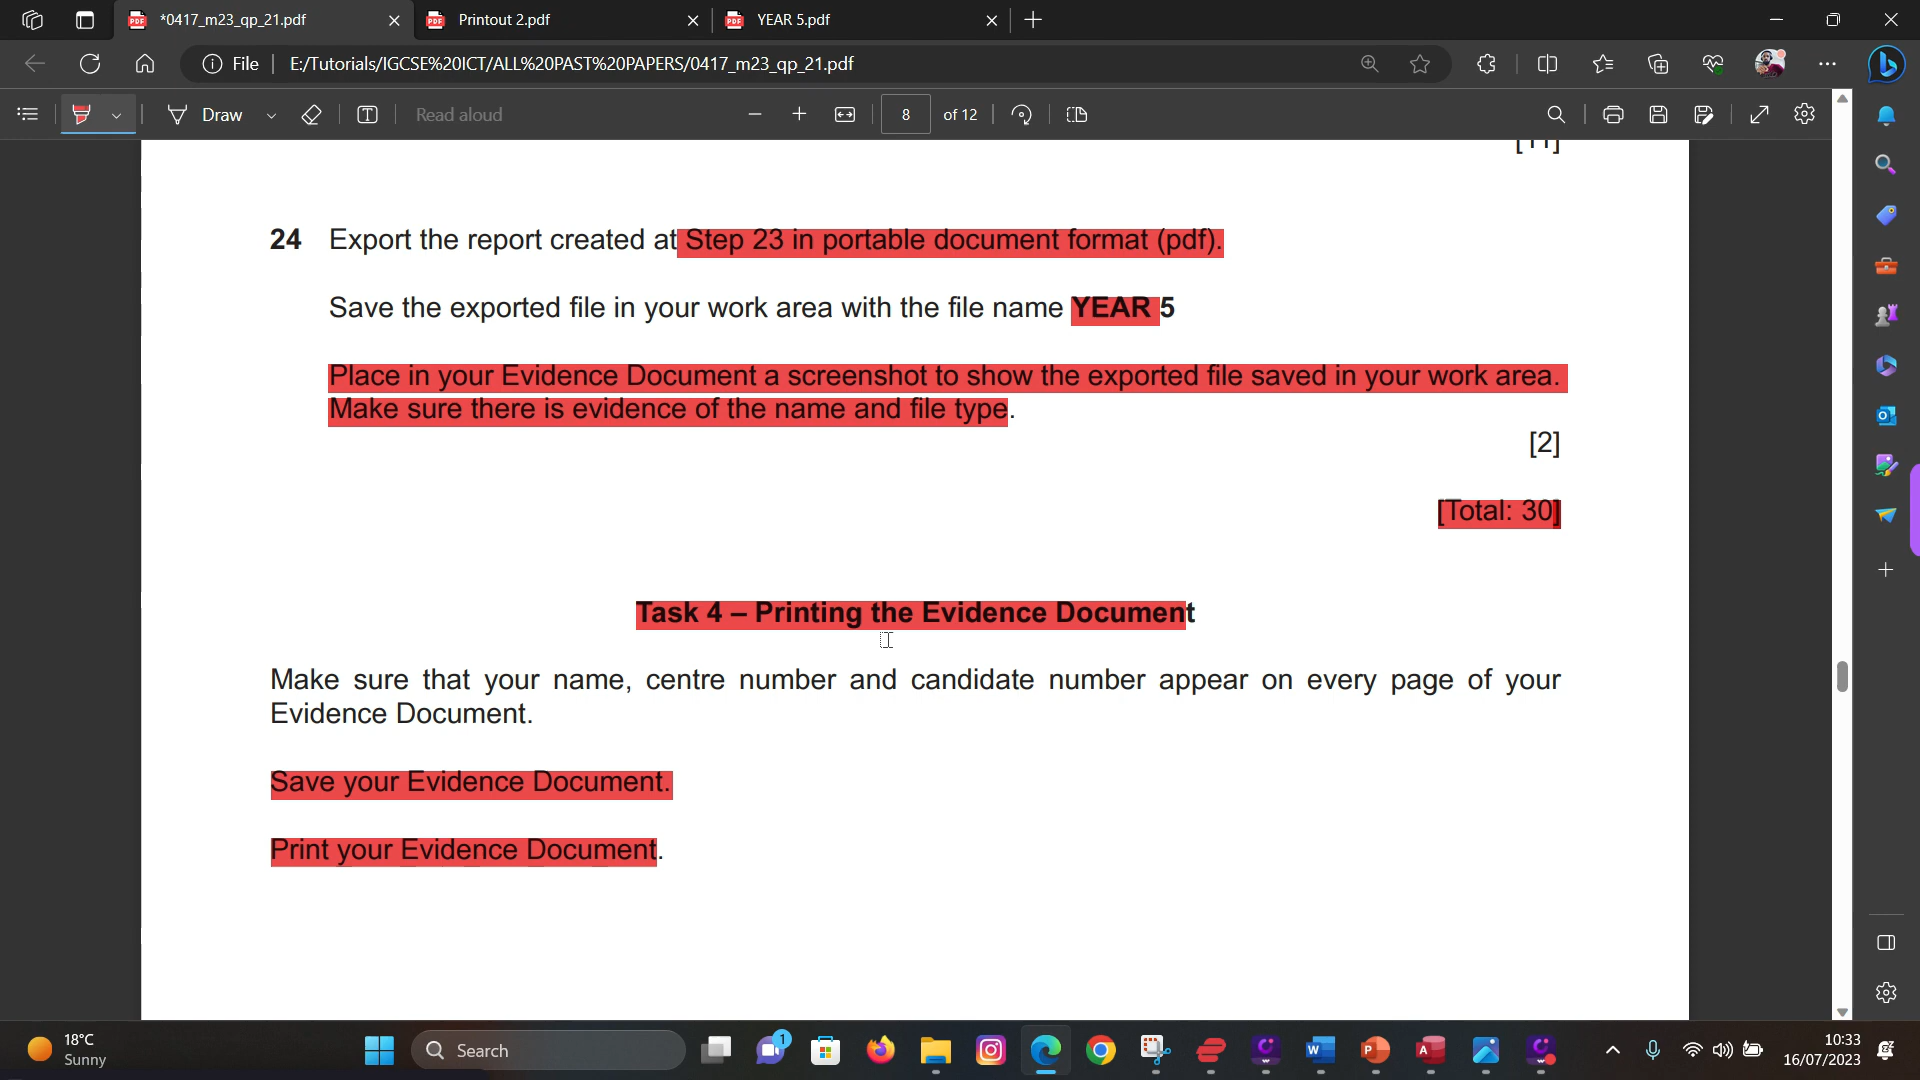 *0417_m23_qp_21.pdf
Printout 2.pdf
YEAR 5.pdf
File
E:/Tutorials/IGCSE%20ICT/ALL%20PAST%20PAPERS/0417_m23_qp_21.pdf
Draw
Read aloud
8
of 12
[11]
24 Export the report created at Step 23 in portable document format (pdf).
Save the exported file in your work area with the file name YEAR 5
Place in your Evidence Document a screenshot to show the exported file saved in your work area.
Make sure there is evidence of the name and file type.
[2]
[Total: 30]
Task 4 – Printing the Evidence Document
Make sure that your name, centre number and candidate number appear on every page of your
Evidence Document.
Save your Evidence Document.
Print your Evidence Document.
18°C
Sunny
Search
1
10:33
16/07/2023